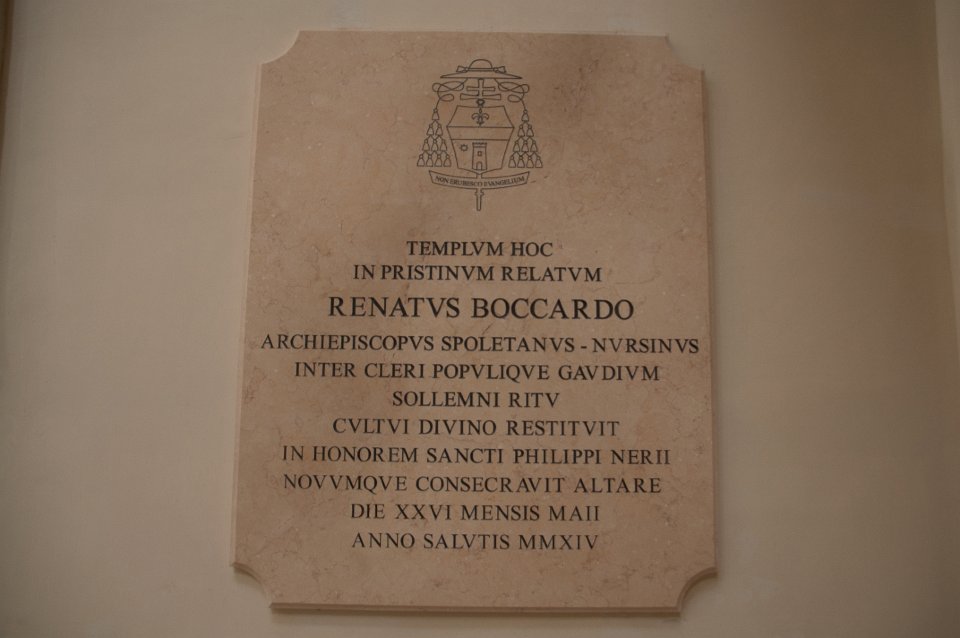 NON ERUBESCO EVANGELIUM
TEMPLVM HOC
IN PRISTINVM RELATVM
RENATVS BOCCARDO
ARCHIEPISCOPVS SPOLETANVS - NVRSINVS
INTER CLERI POPVLIQVE GAVDIVM
SOLLEMNI RITV
CVLTVI DIVINO RESTITVIT
IN HONOREM SANCTI PHILIPPI NERII
NOVVMQVE CONSECRAVIT ALTARE
DIE XXVI MENSIS MAII
ANNO SALVTIS MMXIV